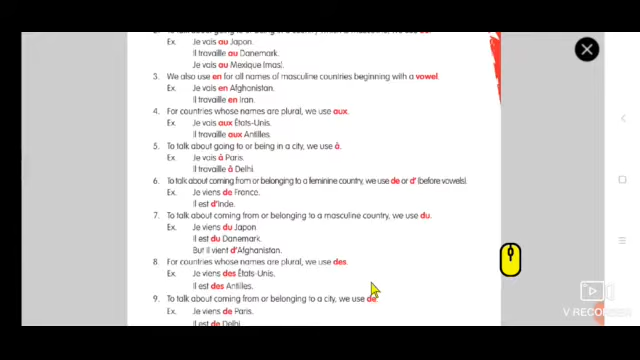 Ex. Je vais au Japon.
Il travaille au Danemark.
Je vais au Mexique (mas).
3. We also use en for all names of masculine countries beginning with a vowel.
Ex. Je vais en Afghanistan.
Il travaille en Iran.
4. For countries whose names are plural, we use aux.
Ex. Je vais aux États-Unis.
Il travaille aux Antilles.
5. To talk about going to or being in a city, we use à.
Ex. Je vais à Paris.
Il travaille à Delhi.
6. To talk about coming from or belonging to a feminine country, we use de or d' (before vowels).
Ex. Je viens de France.
Il est d'Inde.
7. To talk about coming from or belonging to a masculine country, we use du.
Ex. Je viens du Japon
Il est du Danemark.
But il vient d'Afghanistan.
8. For countries whose names are plural, we use des.
Ex. Je viens des États-Unis.
Il est des Antilles.
9. To talk about coming from or belonging to a city, we use de.
Ex. Je viens de Paris.
Il est de Delhi.